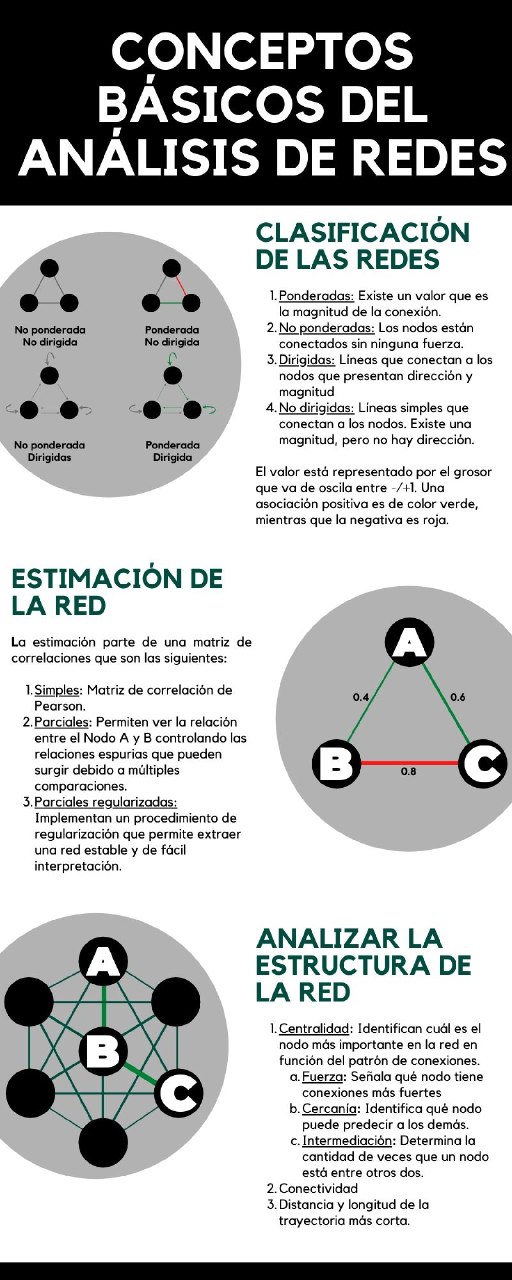 CONCEPTOS
BÁSICOS DEL
ANÁLISIS DE REDES
CLASIFICACIÓN
DE LAS REDES
No ponderada
No dirigida
Ponderada
No dirigida
No ponderada
Dirigidas
Ponderada
Dirigida
1. Ponderadas: Existe un valor que es
la magnitud de la conexión.
2. No ponderadas: Los nodos están
conectados sin ninguna fuerza.
3. Dirigidas: Líneas que conectan a los
nodos que presentan dirección y
magnitud
4. No dirigidas: Líneas simples que
conectan a los nodos. Existe una
magnitud, pero no hay dirección.
El valor está representado por el grosor
que va de oscila entre -/+1. Una
asociación positiva es de color verde,
mientras que la negativa es roja.
ESTIMACIÓN DE
LA RED
La estimación parte de una matriz de
correlaciones que son las siguientes:
1. Simples: Matriz de correlación de
Pearson.
2. Parciales: Permiten ver la relación
entre el Nodo A y B controlando las
relaciones espurias que pueden
surgir debido a múltiples
comparaciones.
3. Parciales regularizadas:
Implementan un procedimiento de
regularización que permite extraer
una red estable y de fácil
interpretación.
A
0.4
0.6
B
C
0.8
A
B
C
ANALIZAR LA
ESTRUCTURA DE
LA RED
1. Centralidad: Identifican cuál es el
nodo más importante en la red en
función del patrón de conexiones.
a. Fuerza: Señala qué nodo tiene
conexiones más fuertes
b. Cercanía: Identifica qué nodo
puede predecir a los demás.
c. Intermediación: Determina la
cantidad de veces que un nodo
está entre otros dos.
2. Conectividad
3. Distancia y longitud de la
trayectoria más corta.